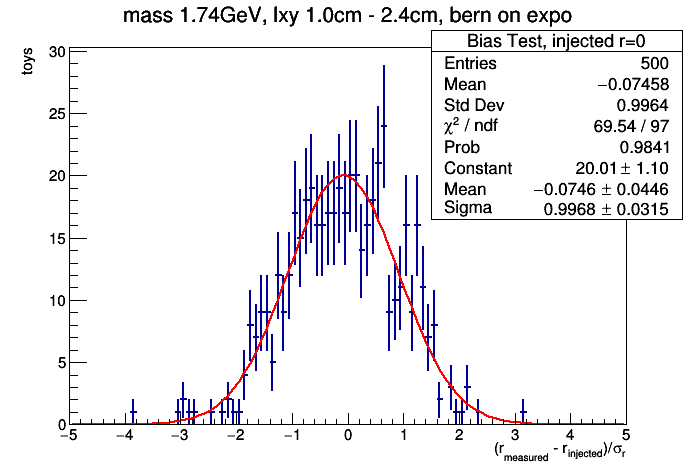 mass 1.74GeV, lxy 1.0cm - 2.4cm, bern on expo
Bias Test, injected r=0
Entries 500
Mean −0.07458
Std Dev 0.9964
χ² / ndf 69.54 / 97
Prob 0.9841
Constant 20.01 ± 1.10
Mean −0.0746 ± 0.0446
Sigma 0.9968 ± 0.0315
toys
30
25
20
15
10
5
0
−5 −4 −3 −2 −1 0 1 2 3 4 5
(r_measured - r_injected)/σ_r